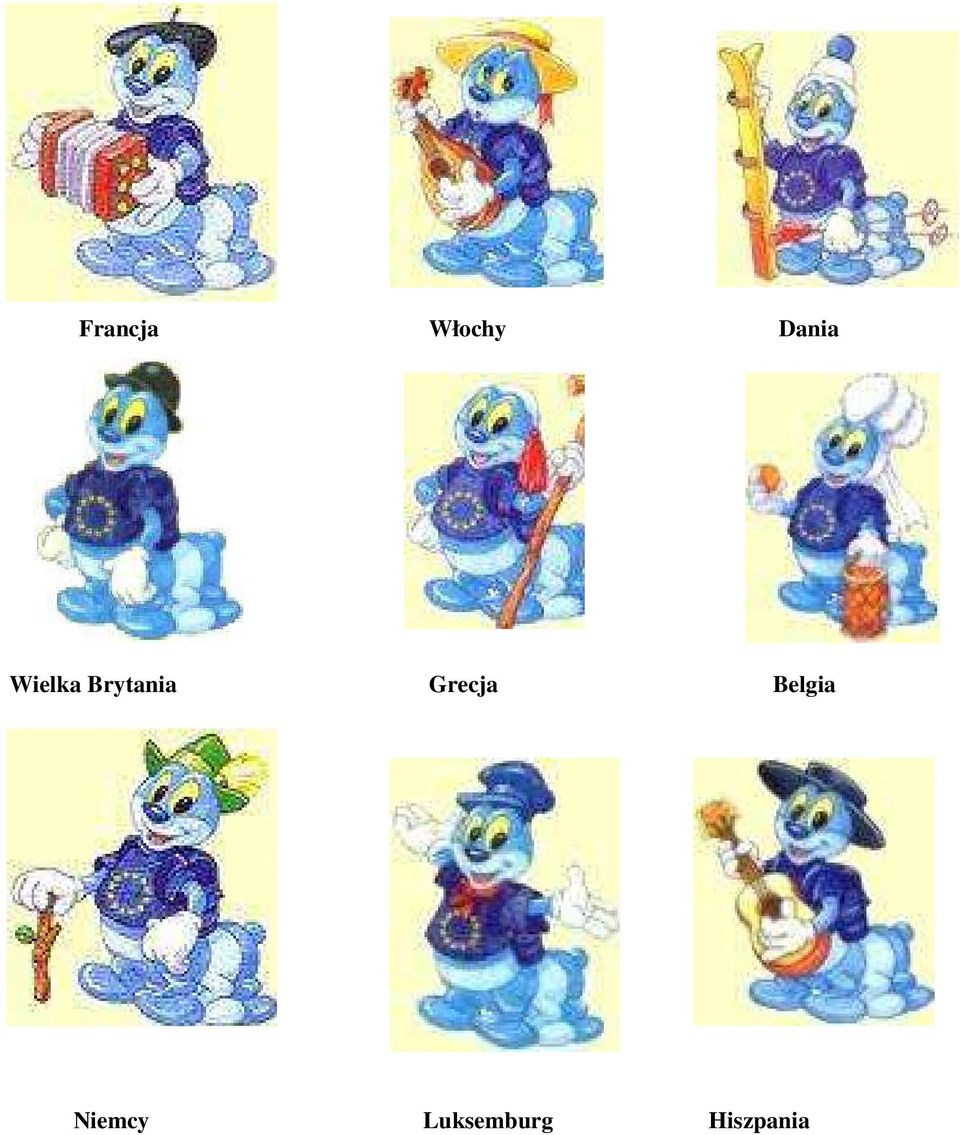 Francja Włochy Dania
Wielka Brytania Grecja Belgia
Niemcy Luksemburg Hiszpania